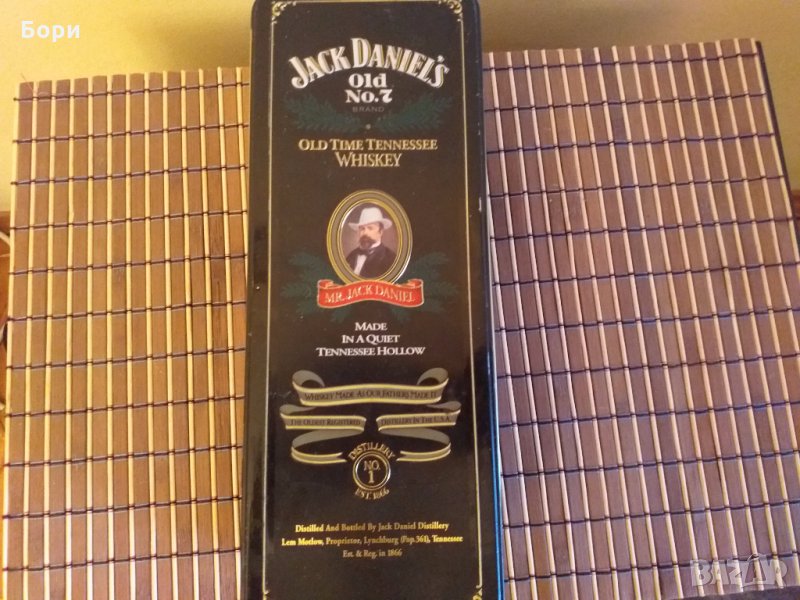 Бори
JACK DANIEL'S
Old
No.7
BRAND
OLD TIME TENNESSEE
WHISKEY
MR. JACK DANIEL
MADE
IN A QUIET
TENNESSEE HOLLOW
WHISKEY MADE AS OUR FATHERS MADE IT
THE OLDEST REGISTERED DISTILLERY IN THE U.S.A.
DISTILLERY
NO.
1
EST. 1866
Distilled And Bottled By Jack Daniel Distillery
Lem Motlow, Proprietor, Lynchburg (Pop.361), Tennessee
Est. & Reg. in 1866
BAZAR